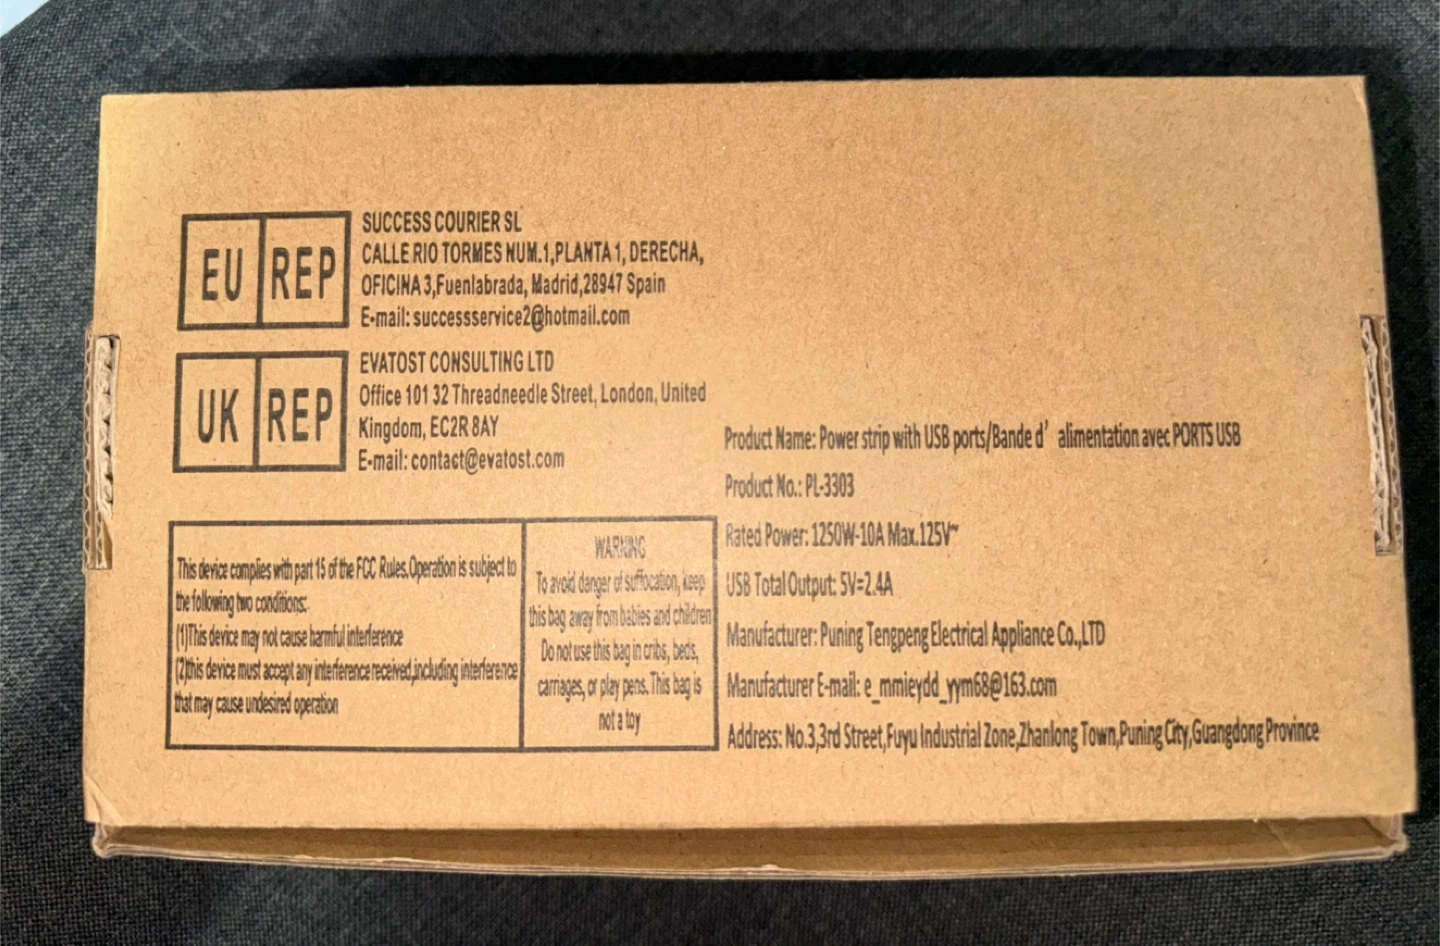 EU REP
SUCCESS COURIER SL
CALLE RIO TORMES NUM.1,PLANTA 1, DERECHA,
OFICINA 3,Fuenlabrada, Madrid,28947 Spain
E-mail: successservice2@hotmail.com
UK REP
EVATOST CONSULTING LTD
Office 101 32 Threadneedle Street, London, United
Kingdom, EC2R 8AY
E-mail: contact@evatost.com
This device complies with part 15 of the FCC Rules.Operation is subject to
the following two conditions:
(1)This device may not cause harmful interference
(2)this device must accept any interference received,including interference
that may cause undesired operation
WARNING
To avoid danger of suffocation, keep
this bag away from babies and children
Do not use this bag in cribs, beds,
carriages, or play pens. This bag is
not a toy
Product Name: Power strip with USB ports/Bande d' alimentation avec PORTS USB
Product No.: PL-3303
Rated Power: 1250W-10A Max.125V~
USB Total Output: 5V=2.4A
Manufacturer: Puning Tengpeng Electrical Appliance Co.,LTD
Manufacturer E-mail: e_mmieydd_yym68@163.com
Address: No.3,3rd Street,Fuyu Industrial Zone,Zhanlong Town,Puning City,Guangdong Province